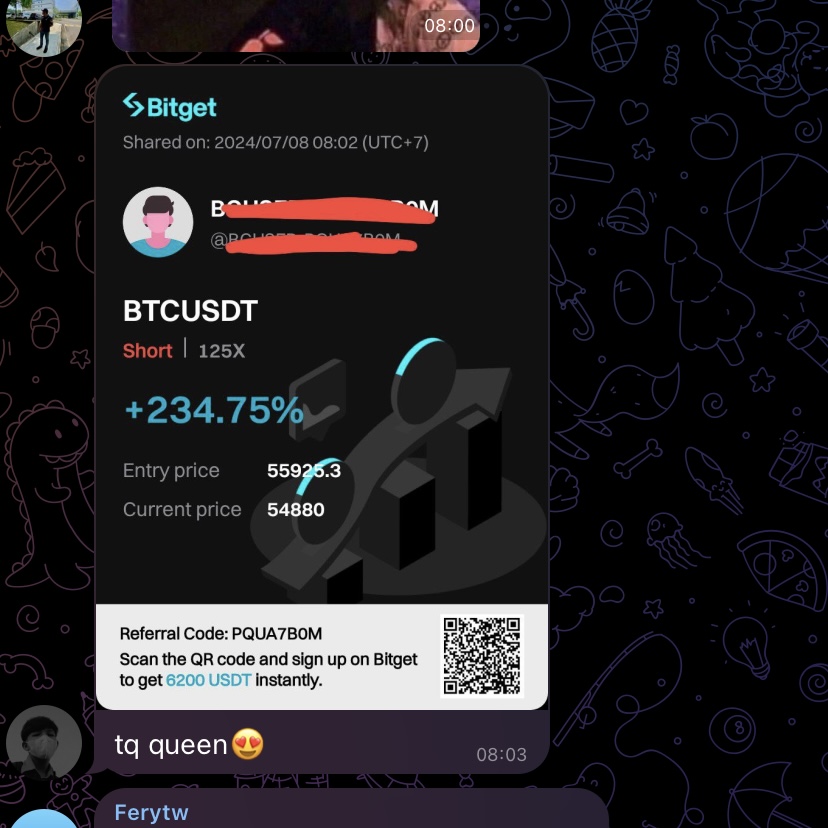 08:00
Bitget
Shared on: 2024/07/08 08:02 (UTC+7)
BTCUSDT
Short | 125X
+234.75%
Entry price 55925.3
Current price 54880
Referral Code: PQUA7B0M
Scan the QR code and sign up on Bitget
to get 6200 USDT instantly.
tq queen😍
08:03
Ferytw